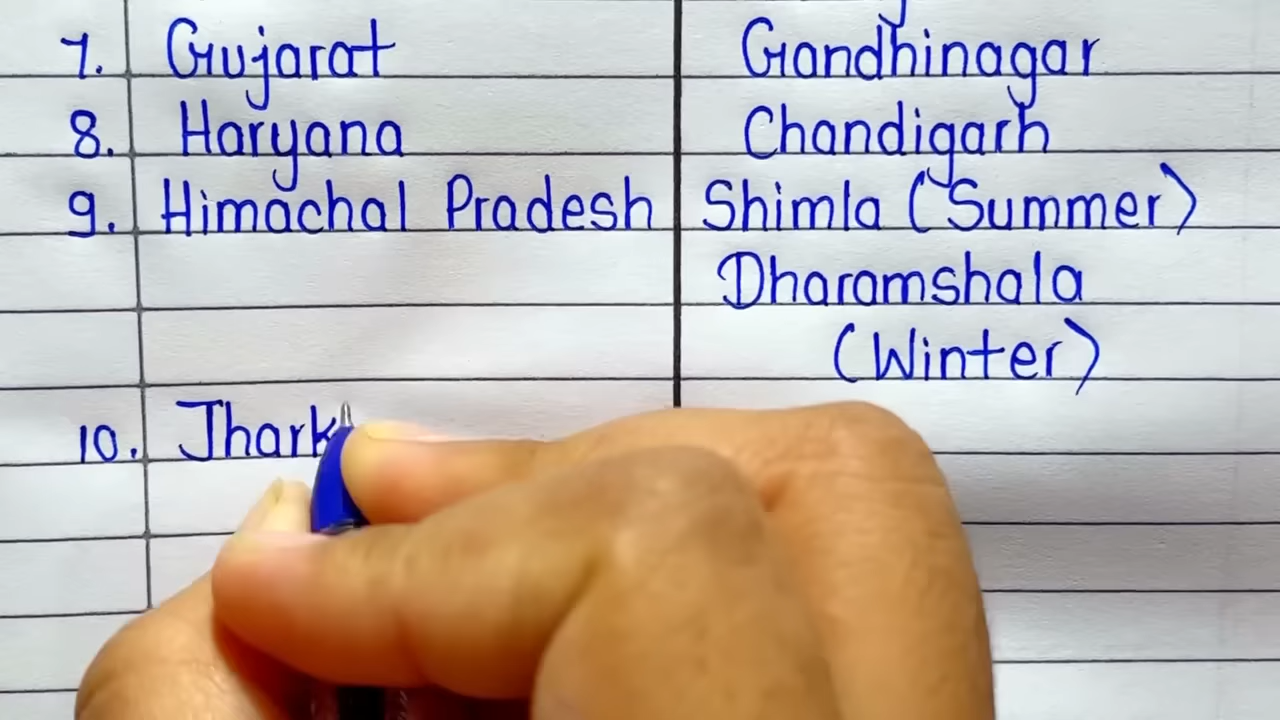 7. Gujarat Gandhinagar
8. Haryana Chandigarh
9. Himachal Pradesh Shimla (Summer)
Dharamshala
(Winter)
10. Jhark